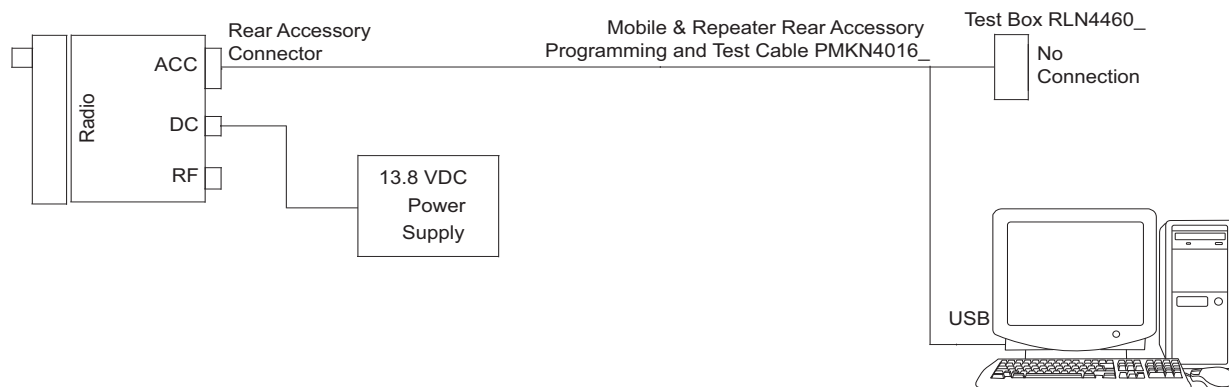 Rear Accessory
Connector
ACC
DC
RF
Radio
13.8 VDC
Power
Supply
Mobile & Repeater Rear Accessory
Programming and Test Cable PMKN4016_
Test Box RLN4460_
No
Connection
USB